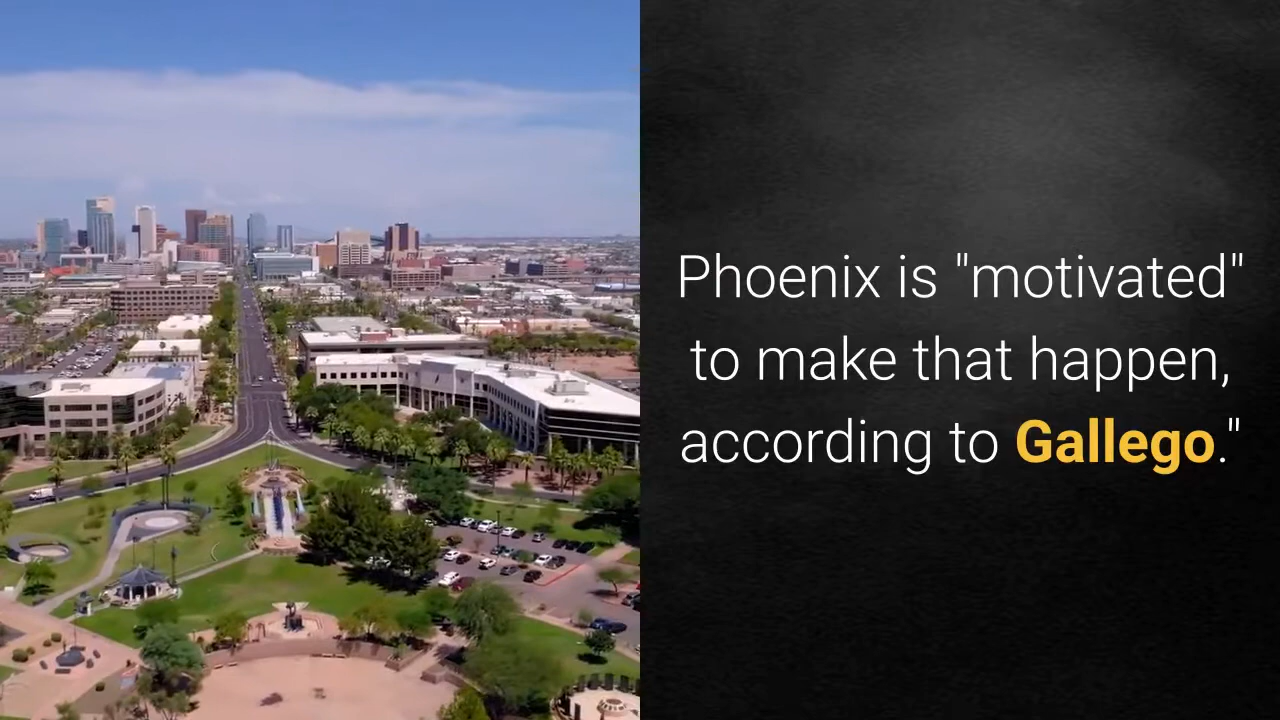 Phoenix is "motivated"
to make that happen,
according to Gallego."